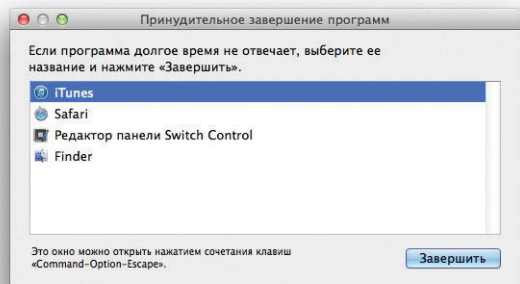 Принудительное завершение программ
Если программа долгое время не отвечает, выберите ее
название и нажмите «Завершить».
iTunes
Safari
Редактор панели Switch Control
Finder
Это окно можно открыть нажатием сочетания клавиш
«Command-Option-Escape».
Завершить